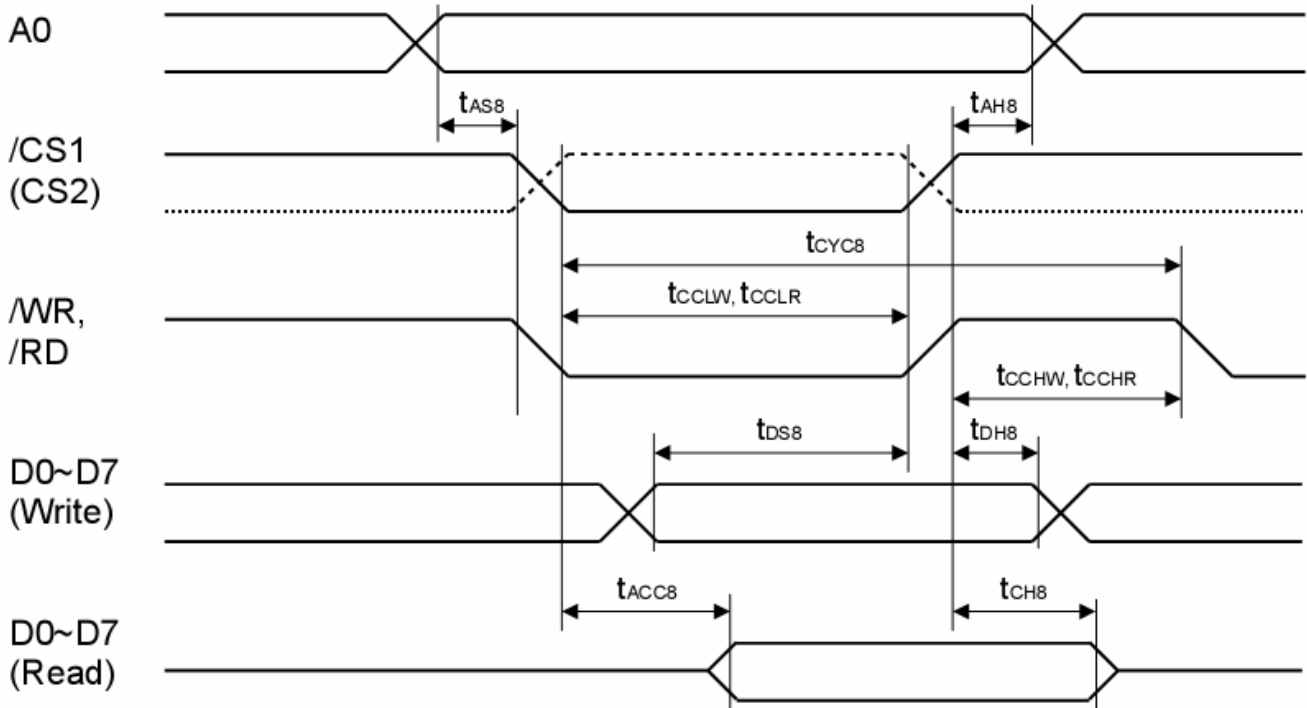 A0
tAS8
tAH8
/CS1
(CS2)
tCYC8
tCCLW, tCCLR
/WR,
/RD
tCCHW, tCCHR
tDS8
tDH8
D0~D7
(Write)
tACC8
tCH8
D0~D7
(Read)